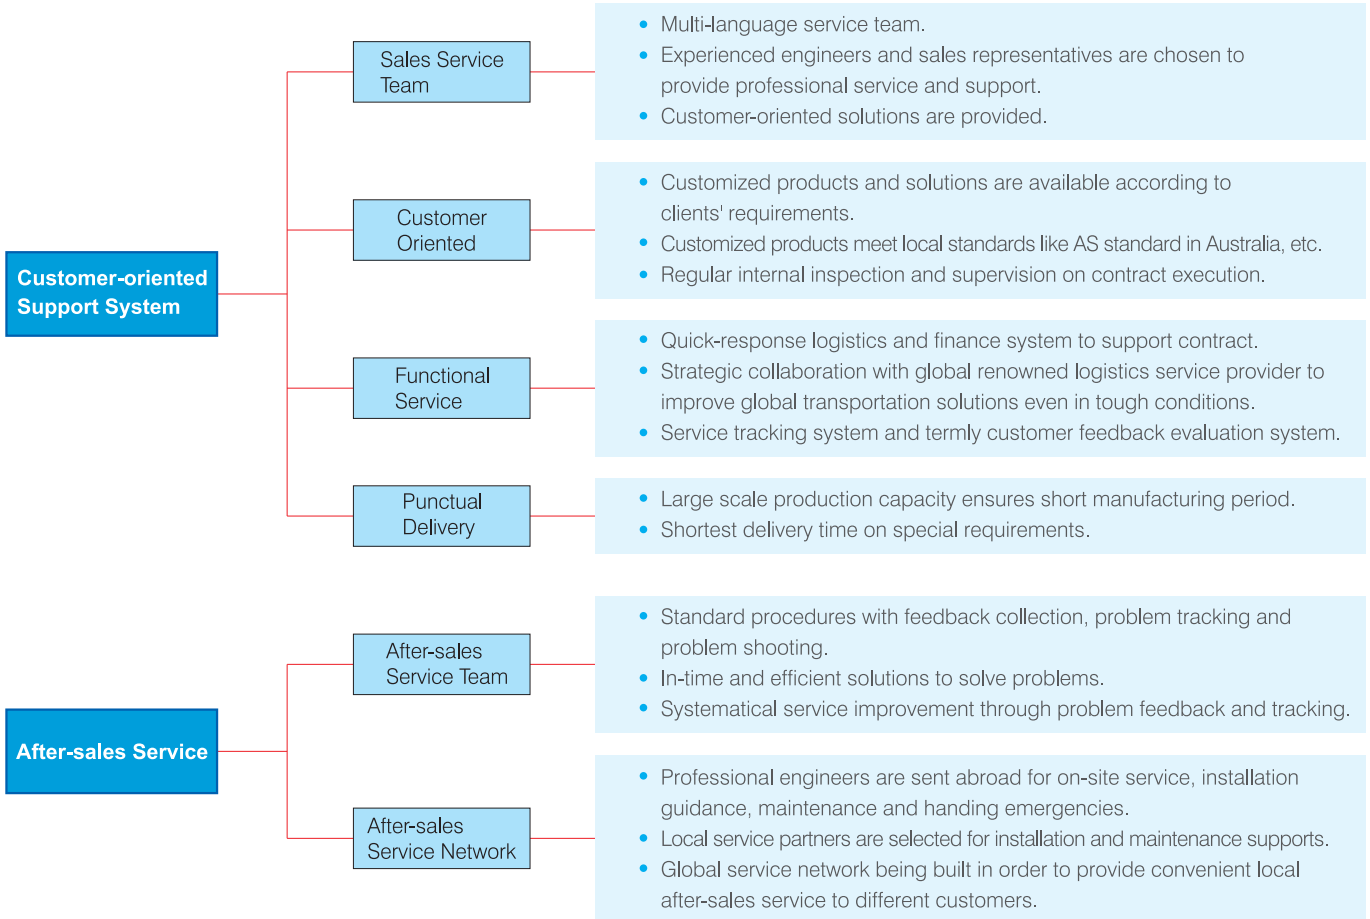 Customer-oriented
Support System
Sales Service
Team
• Multi-language service team.
• Experienced engineers and sales representatives are chosen to
provide professional service and support.
• Customer-oriented solutions are provided.
Customer
Oriented
• Customized products and solutions are available according to
clients' requirements.
• Customized products meet local standards like AS standard in Australia, etc.
• Regular internal inspection and supervision on contract execution.
Functional
Service
• Quick-response logistics and finance system to support contract.
• Strategic collaboration with global renowned logistics service provider to
improve global transportation solutions even in tough conditions.
• Service tracking system and termly customer feedback evaluation system.
Punctual
Delivery
• Large scale production capacity ensures short manufacturing period.
• Shortest delivery time on special requirements.
After-sales Service
After-sales
Service Team
• Standard procedures with feedback collection, problem tracking and
problem shooting.
• In-time and efficient solutions to solve problems.
• Systematical service improvement through problem feedback and tracking.
After-sales
Service Network
• Professional engineers are sent abroad for on-site service, installation
guidance, maintenance and handing emergencies.
• Local service partners are selected for installation and maintenance supports.
• Global service network being built in order to provide convenient local
after-sales service to different customers.